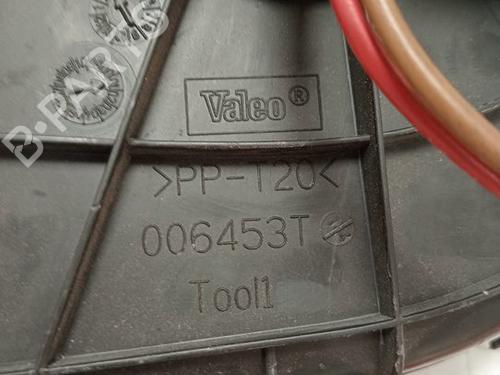 B-PARTS
Valeo®
>PP-T20<
006453T
Tool1